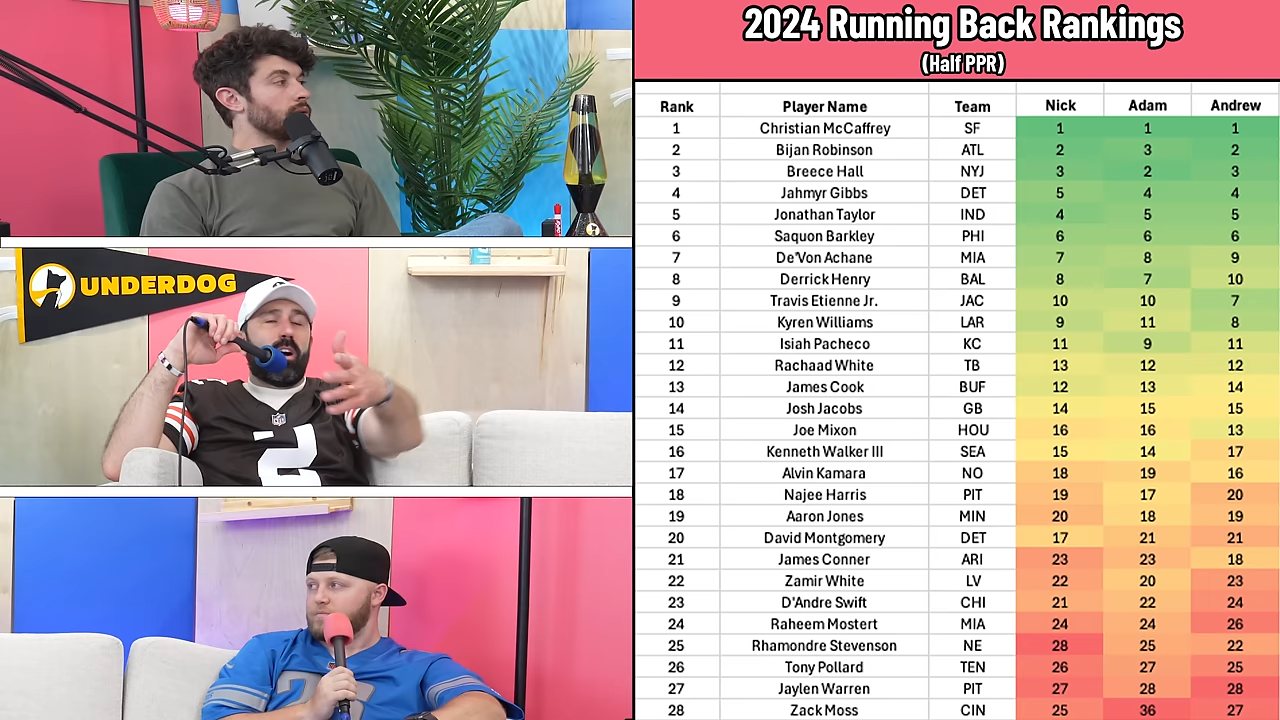 UNDERDOG
2
2024 Running Back Rankings
(Half PPR)
Rank Player Name Team Nick Adam Andrew
1 Christian McCaffrey SF 1 1 1
2 Bijan Robinson ATL 2 3 2
3 Breece Hall NYJ 3 2 3
4 Jahmyr Gibbs DET 5 4 4
5 Jonathan Taylor IND 4 5 5
6 Saquon Barkley PHI 6 6 6
7 De'Von Achane MIA 7 8 9
8 Derrick Henry BAL 8 7 10
9 Travis Etienne Jr. JAC 10 10 7
10 Kyren Williams LAR 9 11 8
11 Isiah Pacheco KC 11 9 11
12 Rachaad White TB 13 12 12
13 James Cook BUF 12 13 14
14 Josh Jacobs GB 14 15 15
15 Joe Mixon HOU 16 16 13
16 Kenneth Walker III SEA 15 14 17
17 Alvin Kamara NO 18 19 16
18 Najee Harris PIT 19 17 20
19 Aaron Jones MIN 20 18 19
20 David Montgomery DET 17 21 21
21 James Conner ARI 23 23 18
22 Zamir White LV 22 20 23
23 D'Andre Swift CHI 21 22 24
24 Raheem Mostert MIA 24 24 26
25 Rhamondre Stevenson NE 28 25 22
26 Tony Pollard TEN 26 27 25
27 Jaylen Warren PIT 27 28 28
28 Zack Moss CIN 25 36 27